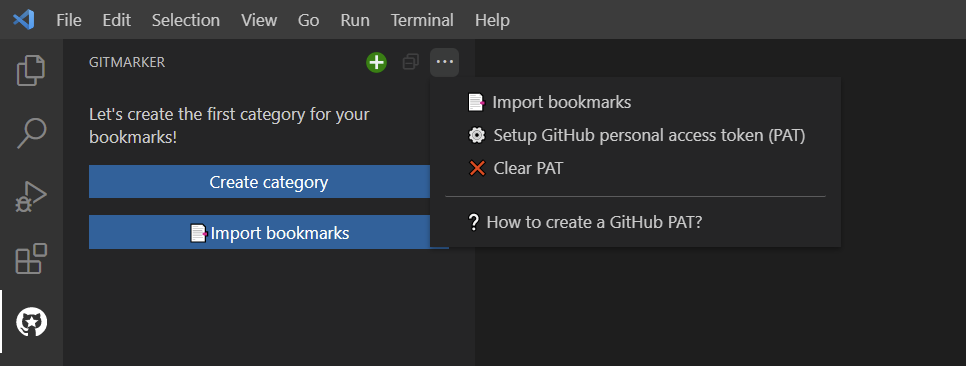 File Edit Selection View Go Run Terminal Help
GITMARKER
Let's create the first category for your
bookmarks!
Create category
Import bookmarks
Import bookmarks
Setup GitHub personal access token (PAT)
Clear PAT
? How to create a GitHub PAT?